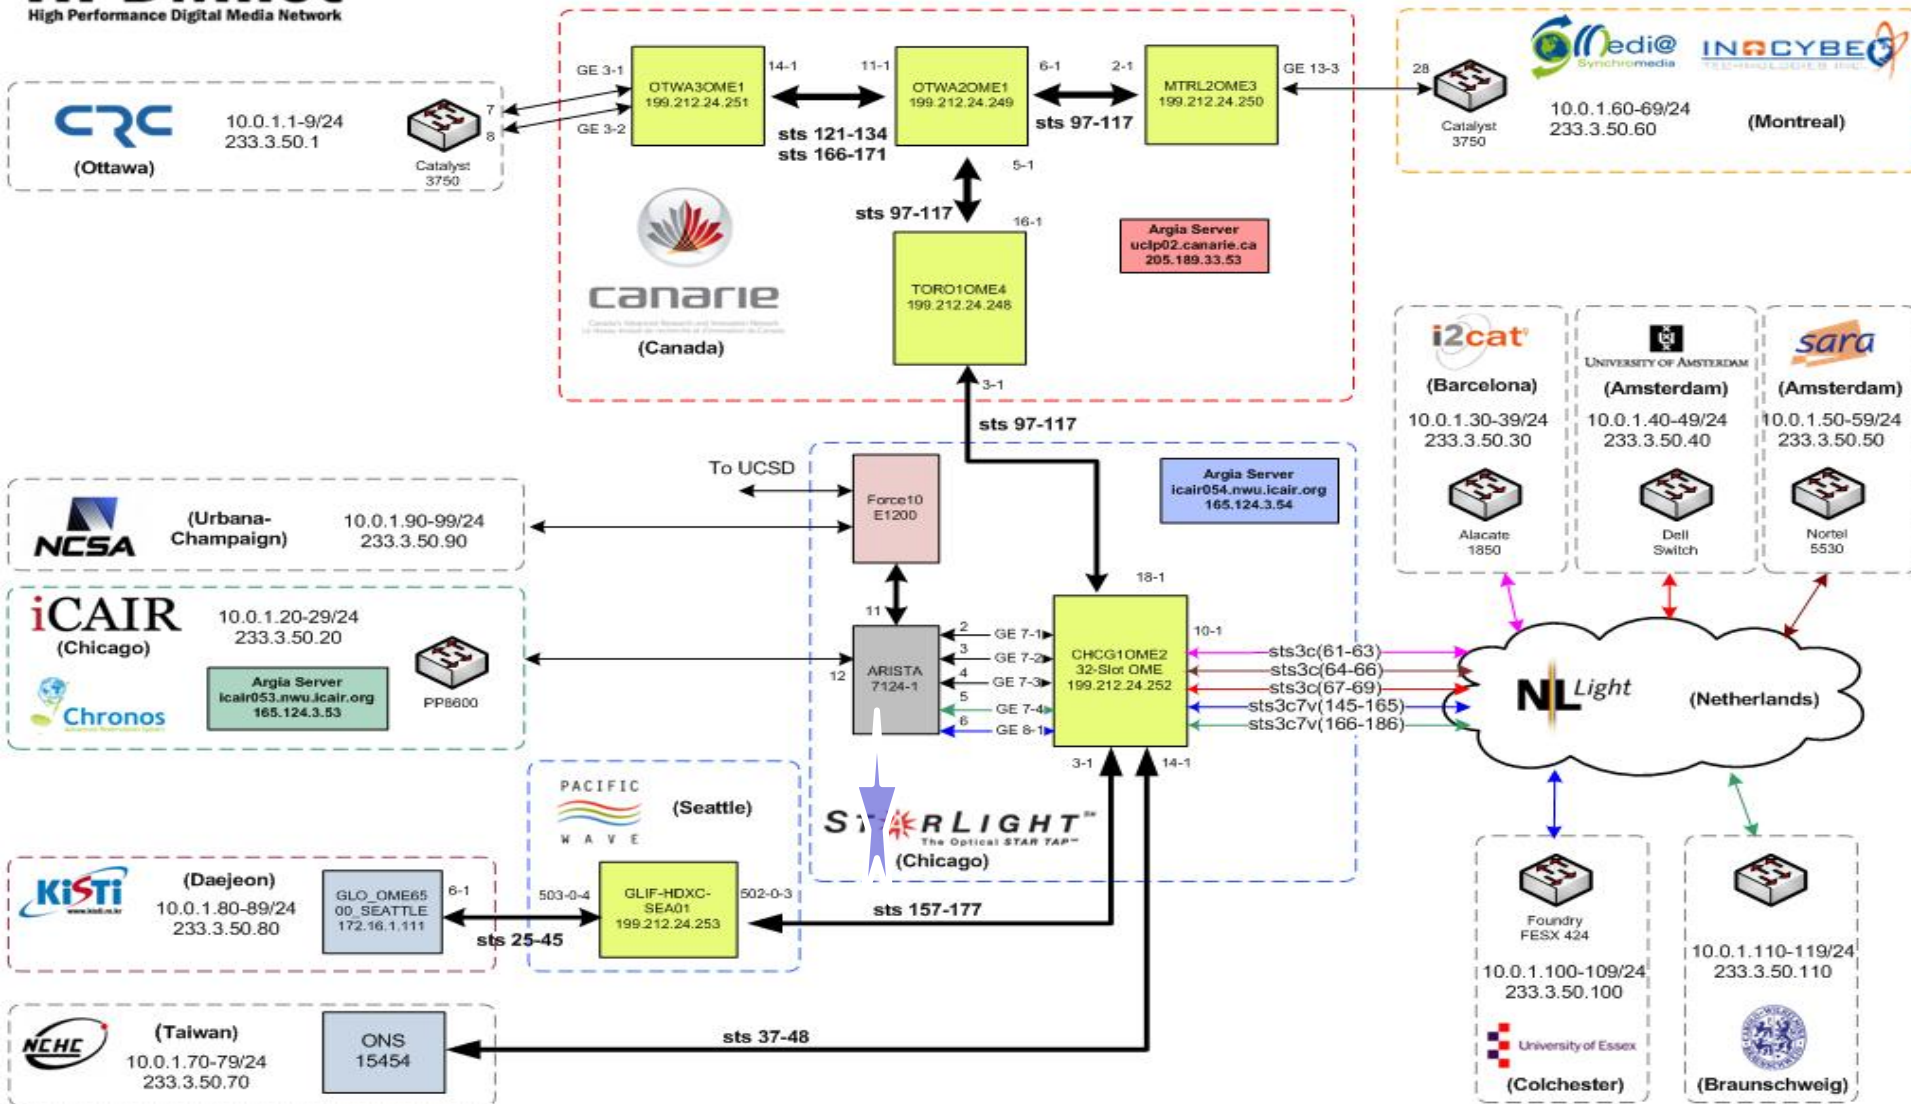 High Performance Digital Media Network
CRC
(Ottawa)
10.0.1.1-9/24
233.3.50.1
7
8
Catalyst
3750
GE 3-1
GE 3-2
OTWA3OME1
199.212.24.251
14-1
11-1
sts 121-134
sts 166-171
OTWA2OME1
199.212.24.249
6-1
2-1
sts 97-117
MTRL2OME3
199.212.24.250
GE 13-3
28
Catalyst
3750
Medi@
Synchromedia
INOCYBE
TECHNOLOGIES INC.
10.0.1.60-69/24
233.3.50.60
(Montreal)
5-1
sts 97-117
16-1
canarie
(Canada)
TORO1OME4
199.212.24.248
3-1
Argia Server
uclp02.canarie.ca
205.189.33.53
sts 97-117
i2cat
(Barcelona)
10.0.1.30-39/24
233.3.50.30
Alacate
1850
UNIVERSITY OF AMSTERDAM
(Amsterdam)
10.0.1.40-49/24
233.3.50.40
Dell
Switch
sara
(Amsterdam)
10.0.1.50-59/24
233.3.50.50
Nortel
5530
To UCSD
Force10
E1200
Argia Server
icair054.nwu.icair.org
165.124.3.54
NCSA
(Urbana-
Champaign)
10.0.1.90-99/24
233.3.50.90
iCAIR
(Chicago)
10.0.1.20-29/24
233.3.50.20
Chronos
Argia Server
icair053.nwu.icair.org
165.124.3.53
PP8600
11
12
ARISTA
7124-1
2
GE 7-1
3
GE 7-2
4
GE 7-3
5
GE 7-4
6
GE 8-1
18-1
CHCG1OME2
32-Slot OME
199.212.24.252
10-1
3-1
14-1
sts3c(61-63)
sts3c(64-66)
sts3c(67-69)
sts3c7v(145-165)
sts3c7v(166-186)
NL Light
(Netherlands)
PACIFIC
WAVE
(Seattle)
STARLIGHT℠
The Optical STAR TAP℠
(Chicago)
KiSTi
www.kisti.re.kr
(Daejeon)
10.0.1.80-89/24
233.3.50.80
GLO_OME65
00_SEATTLE
172.16.1.111
6-1
sts 25-45
503-0-4
GLIF-HDXC-
SEA01
199.212.24.253
502-0-3
sts 157-177
NCHC
(Taiwan)
10.0.1.70-79/24
233.3.50.70
ONS
15454
sts 37-48
Foundry
FESX 424
10.0.1.100-109/24
233.3.50.100
University of Essex
(Colchester)
10.0.1.110-119/24
233.3.50.110
(Braunschweig)